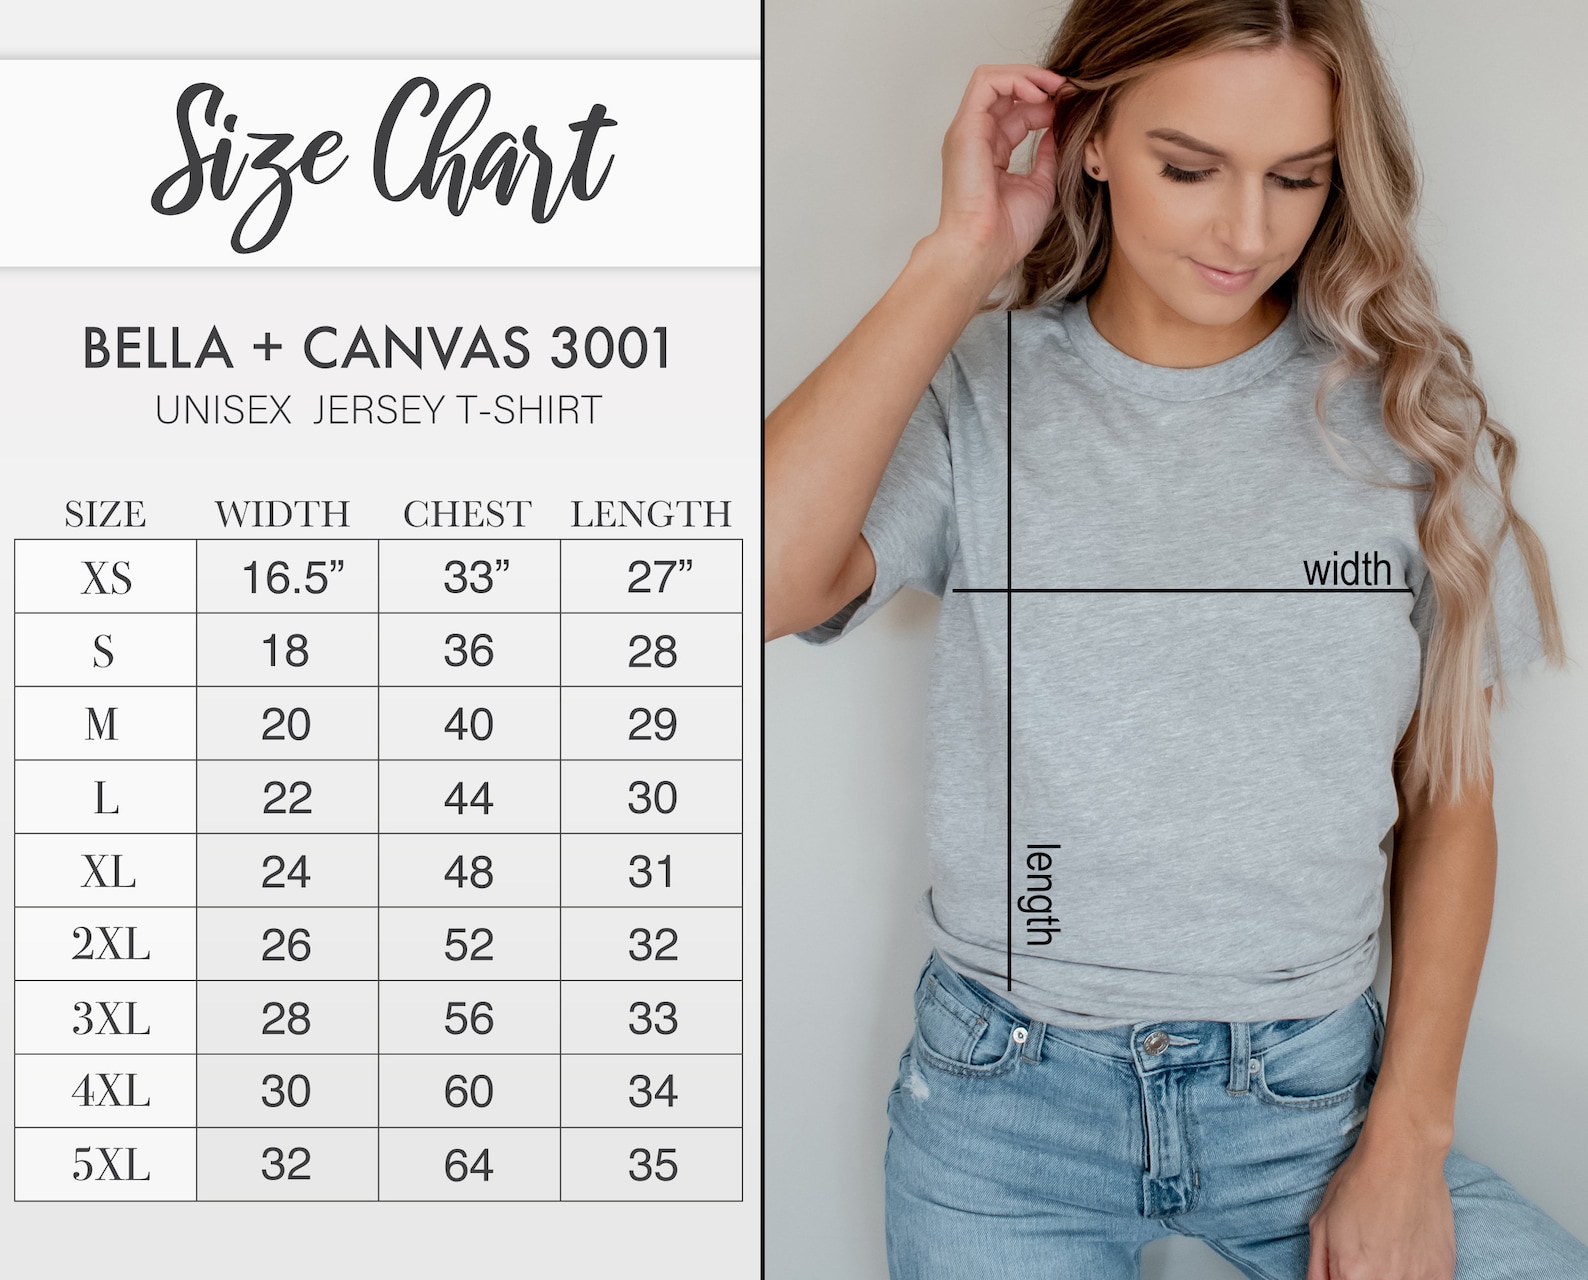 Size Chart
BELLA + CANVAS 3001
UNISEX JERSEY T-SHIRT
SIZE WIDTH CHEST LENGTH
XS 16.5” 33” 27”
S 18 36 28
M 20 40 29
L 22 44 30
XL 24 48 31
2XL 26 52 32
3XL 28 56 33
4XL 30 60 34
5XL 32 64 35
width
length